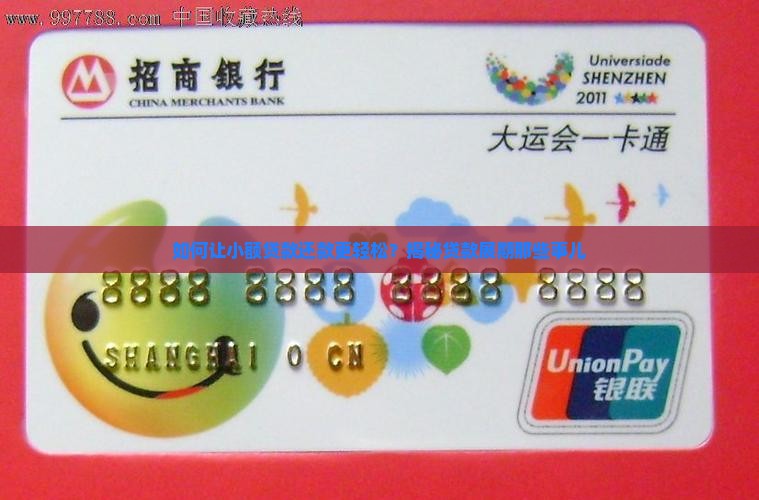 www.997788.com 中国收藏热线
招商银行
CHINA MERCHANTS BANK
Universiade
SHENZHEN
2011
大运会一卡通
如何让小额贷款还款更轻松?揭秘贷款展期那些事儿
8888 8888 8888 8888
SHANGHAI 0 CN
UnionPay
银联